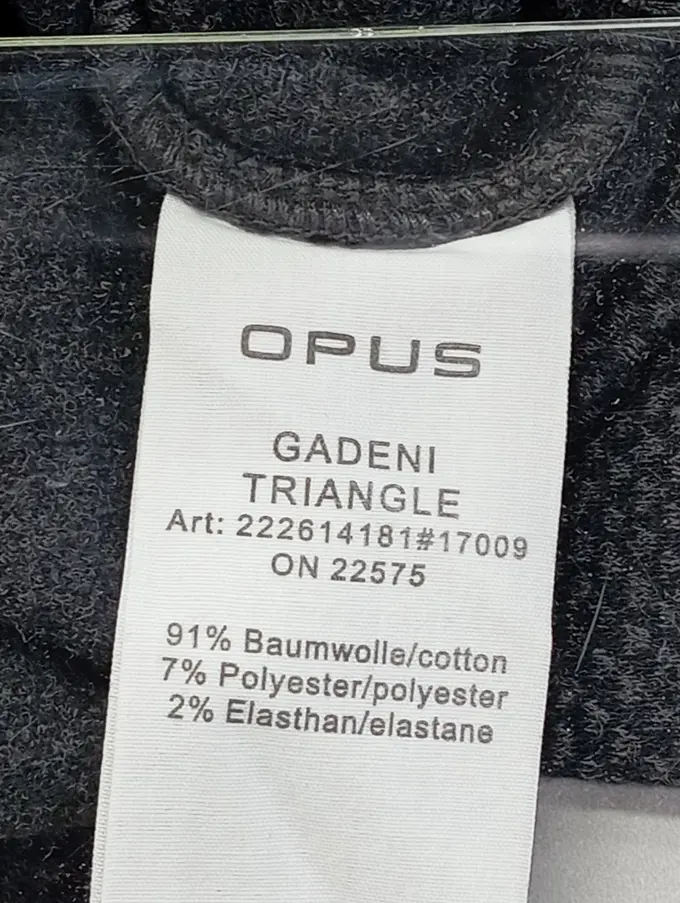 OPUS
GADENI
TRIANGLE
Art: 222614181#17009
ON 22575
91% Baumwolle/cotton
7% Polyester/polyester
2% Elasthan/elastane